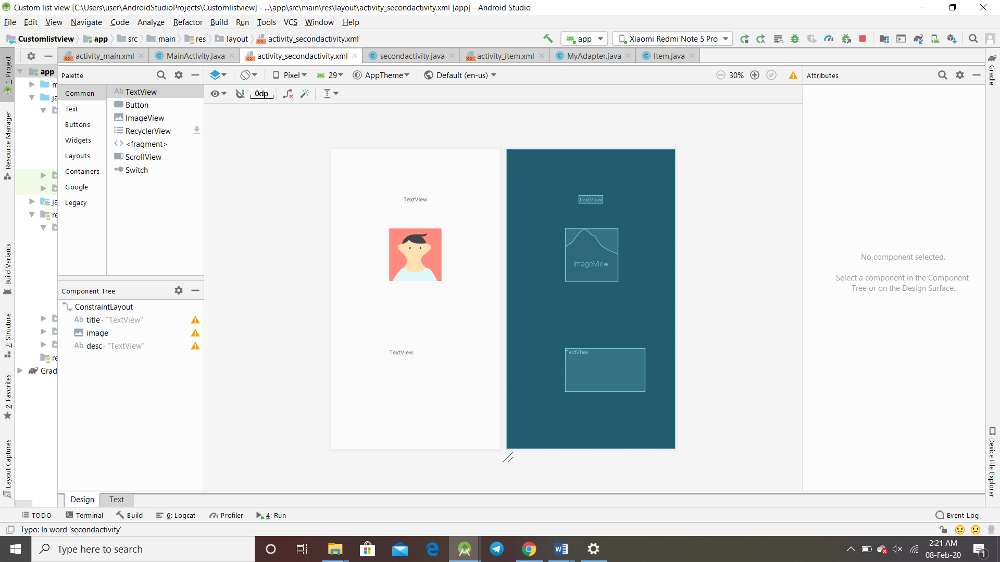 Custom list view [C:\Users\user\AndroidStudioProjects\Customlistview] - ...\app\src\main\res\layout\activity_secondactivity.xml [app] - Android Studio
File Edit View Navigate Code Analyze Refactor Build Run Tools VCS Window Help
Customlistview app src main res layout activity_secondactivity.xml app Xiaomi Redmi Note 5 Pro
activity_main.xml MainActivity.java activity_secondactivity.xml secondactivity.java activity_item.xml MyAdapter.java Item.java
1: Project
Resource Manager
Build Variants
7: Structure
2: Favorites
Layout Captures
app
m
ja
ja
re
re
Grad
Palette
Common
Text
Buttons
Widgets
Layouts
Containers
Google
Legacy
Ab TextView
Button
ImageView
RecyclerView
<fragment>
ScrollView
Switch
Component Tree
ConstraintLayout
Ab title- "TextView"
image
Ab desc- "TextView"
Pixel 29 AppTheme Default (en-us) 30%
0dp
TextView
TextView
TextView
ImageView
TextView
Attributes
No component selected.
Select a component in the Component
Tree or on the Design Surface.
Gradle
Device File Explorer
Design Text
TODO Terminal Build 6: Logcat Profiler 4: Run Event Log
Typo: In word 'secondactivity'
Type here to search
2:21 AM
08-Feb-20
1